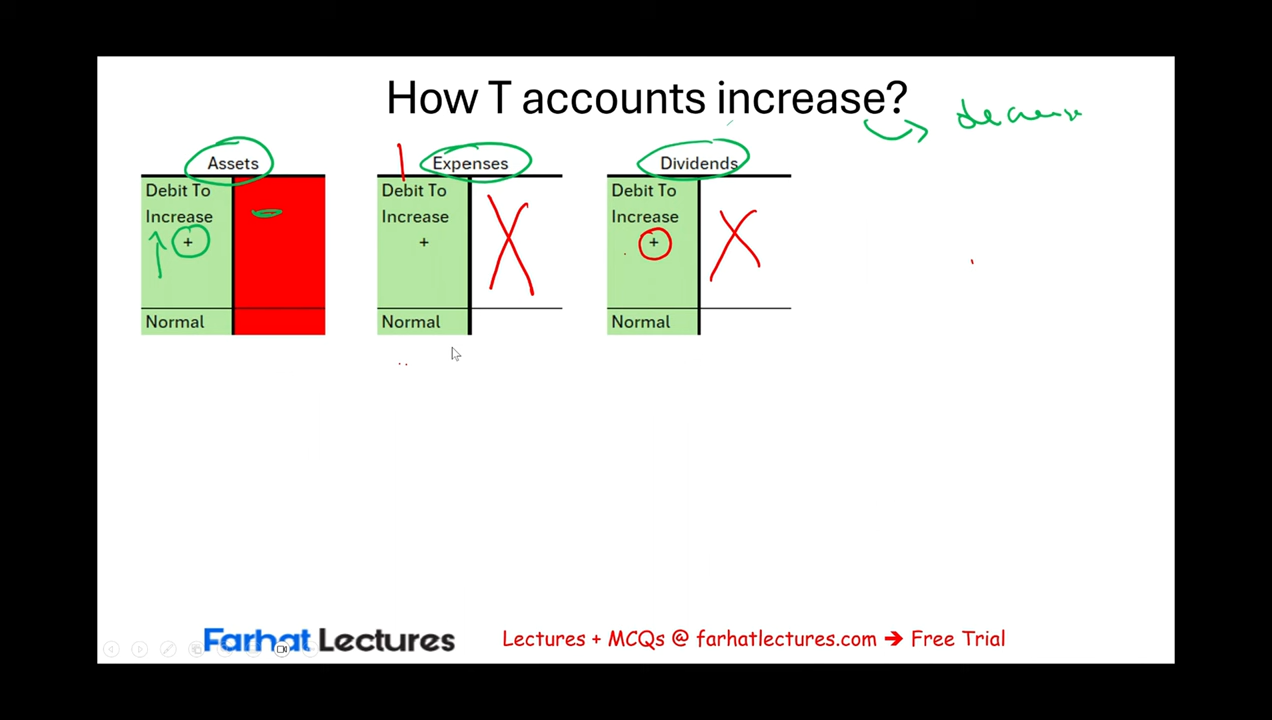 How T accounts increase?
decrease
Assets
Expenses
Dividends
Debit To
Increase
+
-
Normal
Debit To
Increase
+
X
Normal
Debit To
Increase
+
X
Normal
Farhat Lectures
Lectures + MCQs @ farhatlectures.com ➔ Free Trial